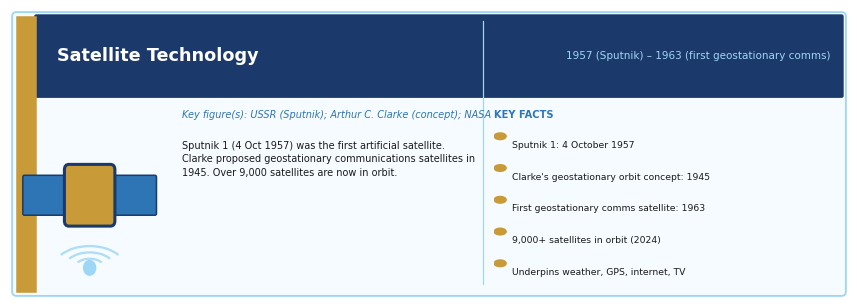 Satellite Technology
1957 (Sputnik) – 1963 (first geostationary comms)
Key figure(s): USSR (Sputnik); Arthur C. Clarke (concept); NASA
Sputnik 1 (4 Oct 1957) was the first artificial satellite.
Clarke proposed geostationary communications satellites in
1945. Over 9,000 satellites are now in orbit.
KEY FACTS
Sputnik 1: 4 October 1957
Clarke's geostationary orbit concept: 1945
First geostationary comms satellite: 1963
9,000+ satellites in orbit (2024)
Underpins weather, GPS, internet, TV